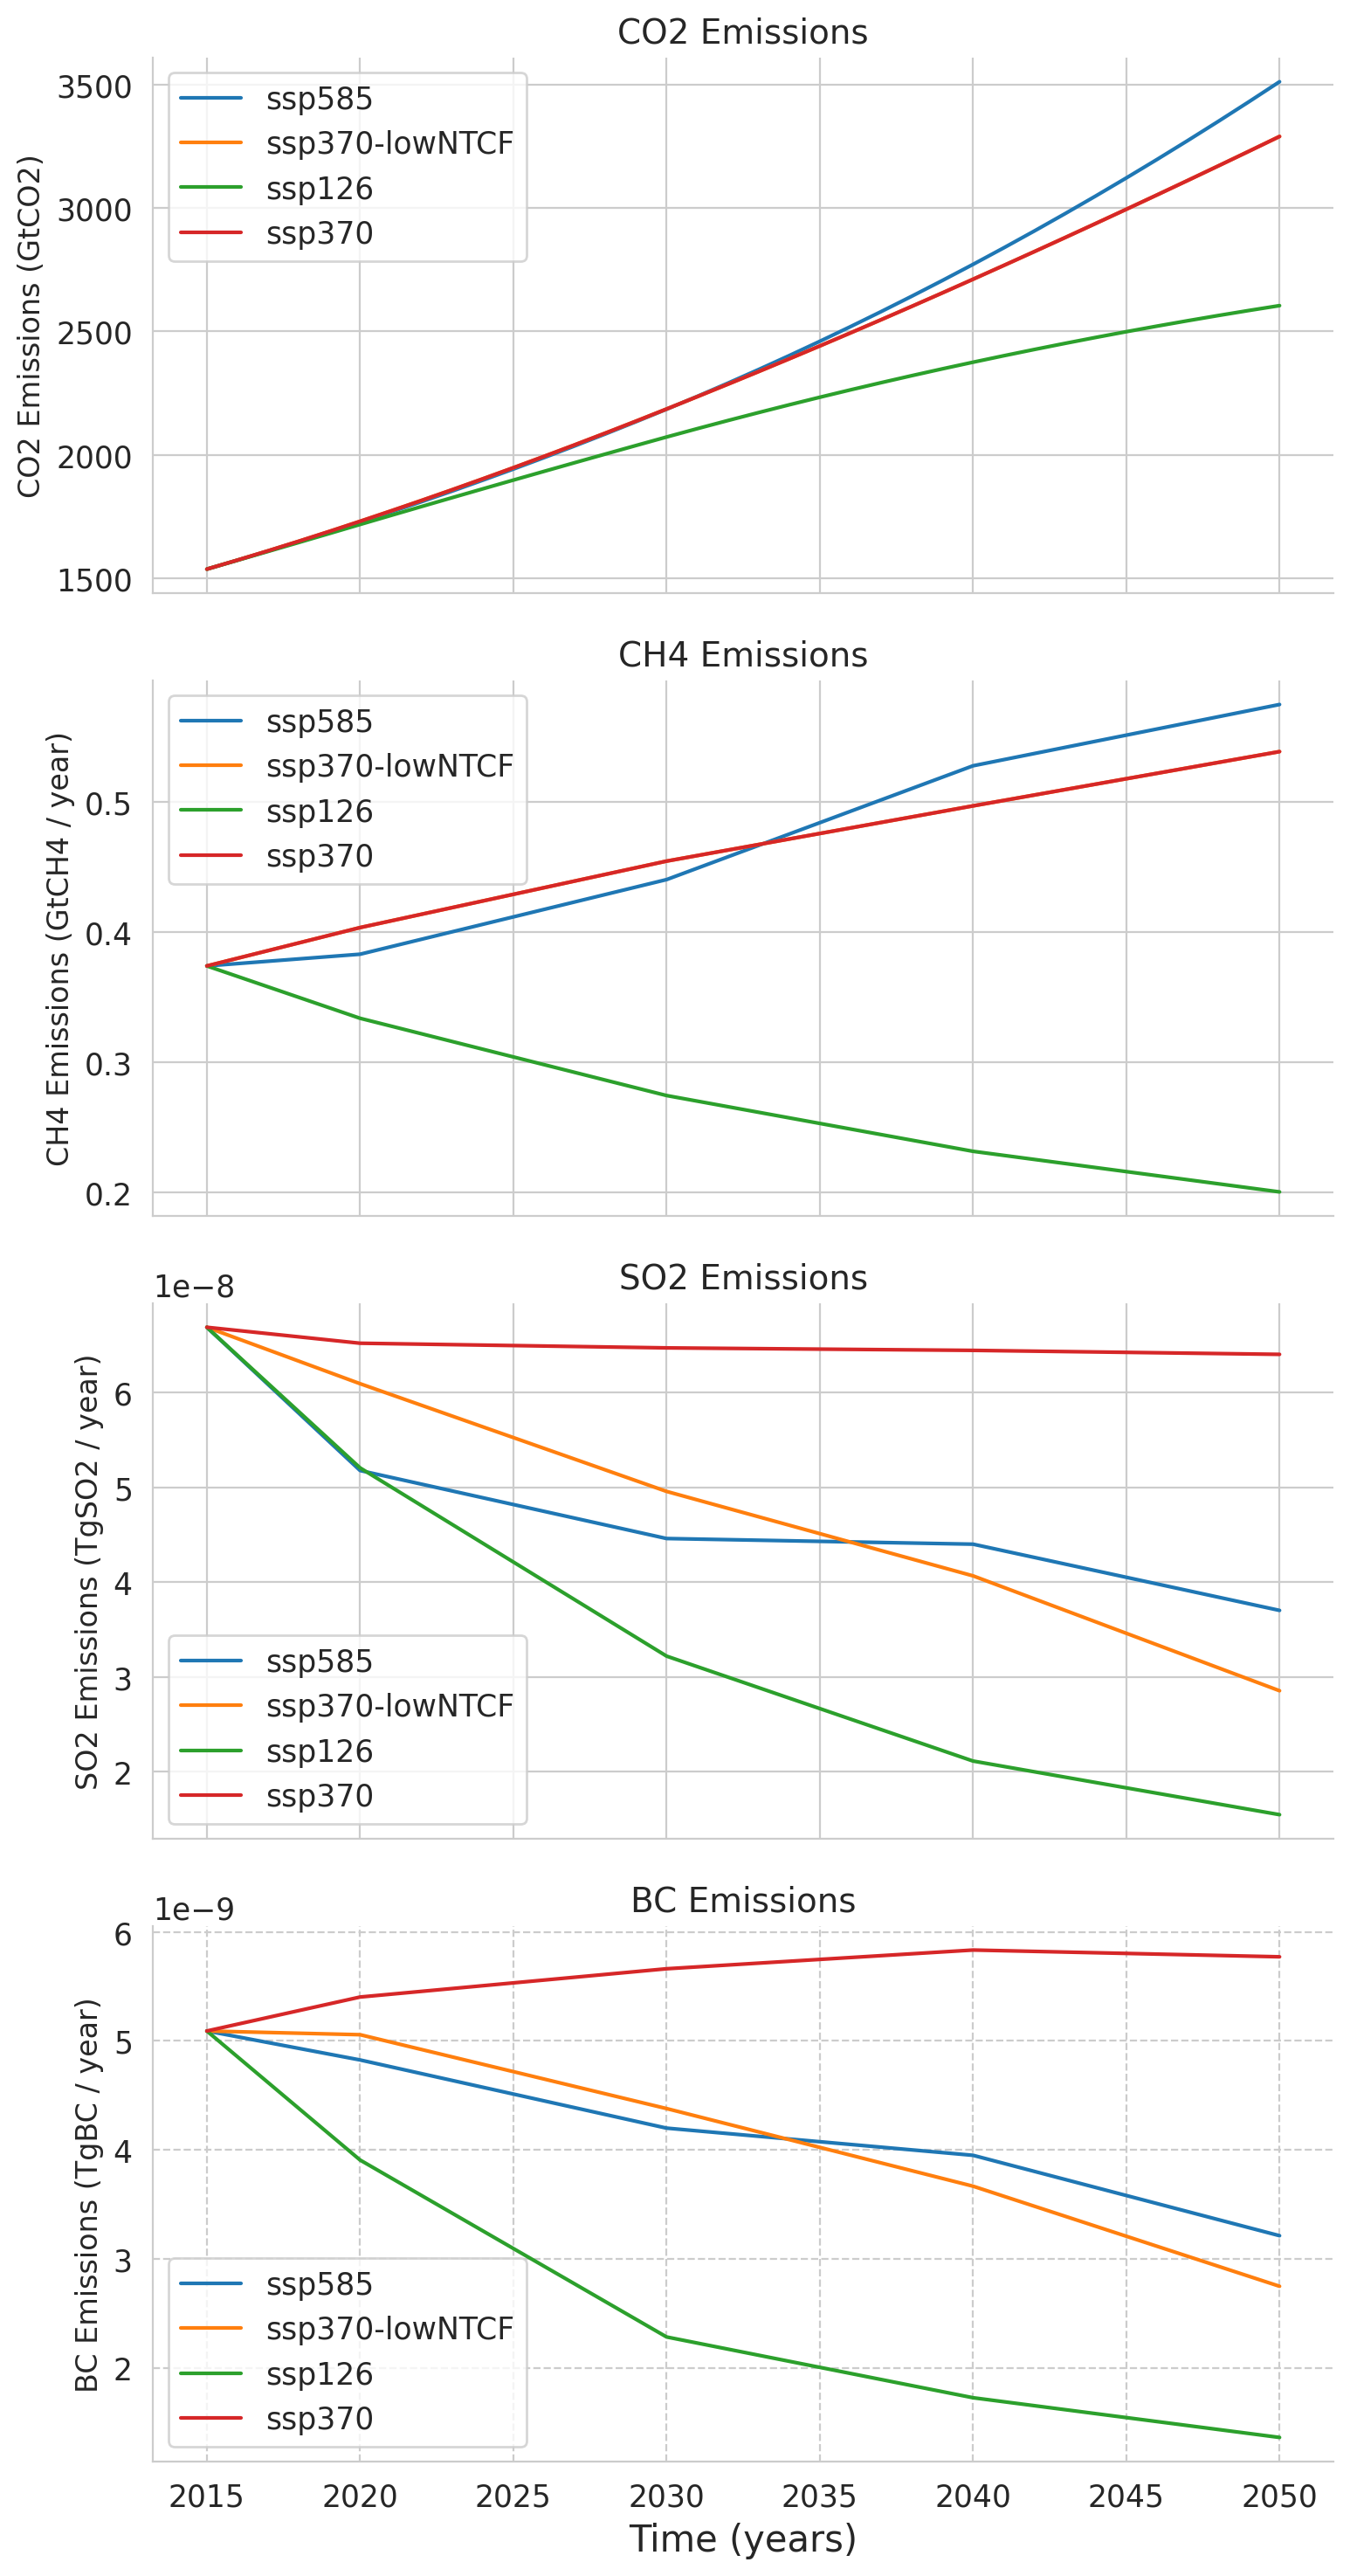 CO2 Emissions
3500
3000
2500
2000
1500
CO2 Emissions (GtCO2)
ssp585
ssp370-lowNTCF
ssp126
ssp370
CH4 Emissions
0.5
0.4
0.3
0.2
CH4 Emissions (GtCH4 / year)
ssp585
ssp370-lowNTCF
ssp126
ssp370
SO2 Emissions
1e−8
6
5
4
3
2
SO2 Emissions (TgSO2 / year)
ssp585
ssp370-lowNTCF
ssp126
ssp370
BC Emissions
1e−9
6
5
4
3
2
BC Emissions (TgBC / year)
ssp585
ssp370-lowNTCF
ssp126
ssp370
2015 2020 2025 2030 2035 2040 2045 2050
Time (years)